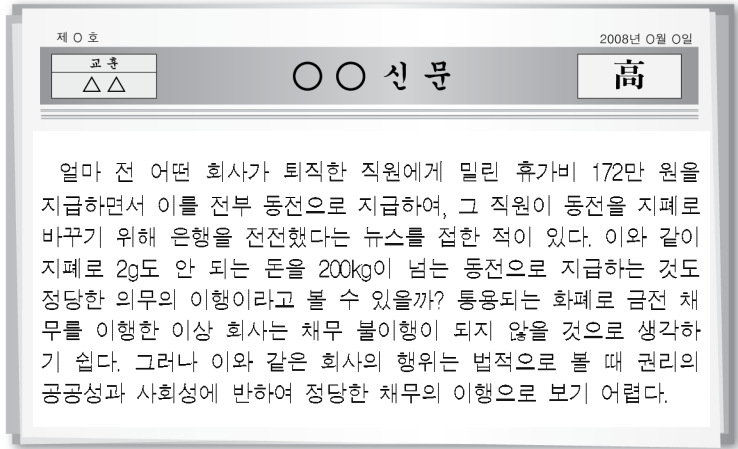 제 O 호
2008년 O월 O일
교 훈
△ △
○ ○ 신 문
高
얼마 전 어떤 회사가 퇴직한 직원에게 밀린 휴가비 172만 원을
지급하면서 이를 전부 동전으로 지급하여, 그 직원이 동전을 지폐로
바꾸기 위해 은행을 전전했다는 뉴스를 접한 적이 있다. 이와 같이
지폐로 2g도 안 되는 돈을 200kg이 넘는 동전으로 지급하는 것도
정당한 의무의 이행이라고 볼 수 있을까? 통용되는 화폐로 금전 채
무를 이행한 이상 회사는 채무 불이행이 되지 않을 것으로 생각하
기 쉽다. 그러나 이와 같은 회사의 행위는 법적으로 볼 때 권리의
공공성과 사회성에 반하여 정당한 채무의 이행으로 보기 어렵다.